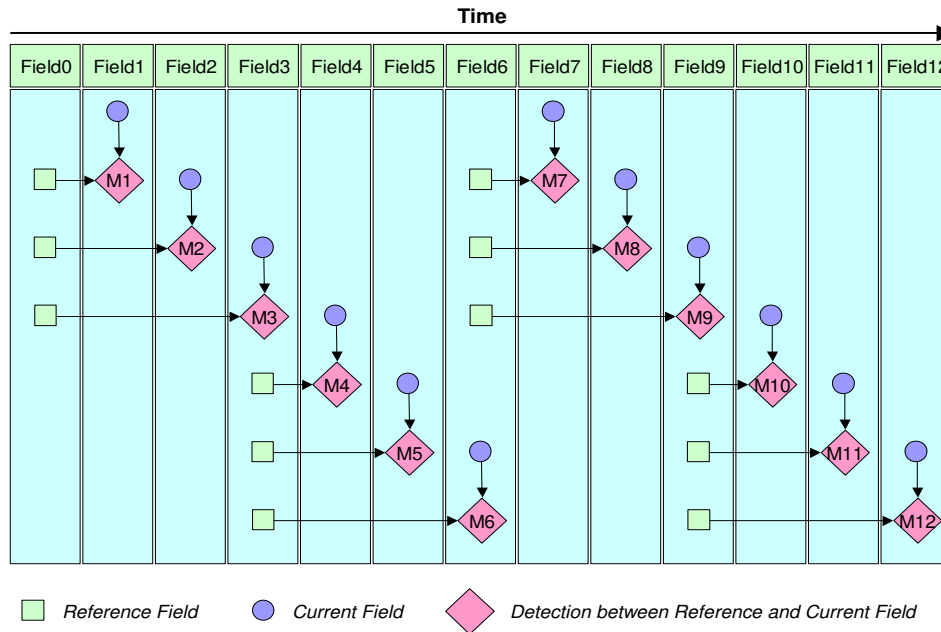 Time
Field0 Field1 Field2 Field3 Field4 Field5 Field6 Field7 Field8 Field9 Field10 Field11 Field12
M1 M7
M2 M8
M3 M9
M4 M10
M5 M11
M6 M12
Reference Field Current Field Detection between Reference and Current Field